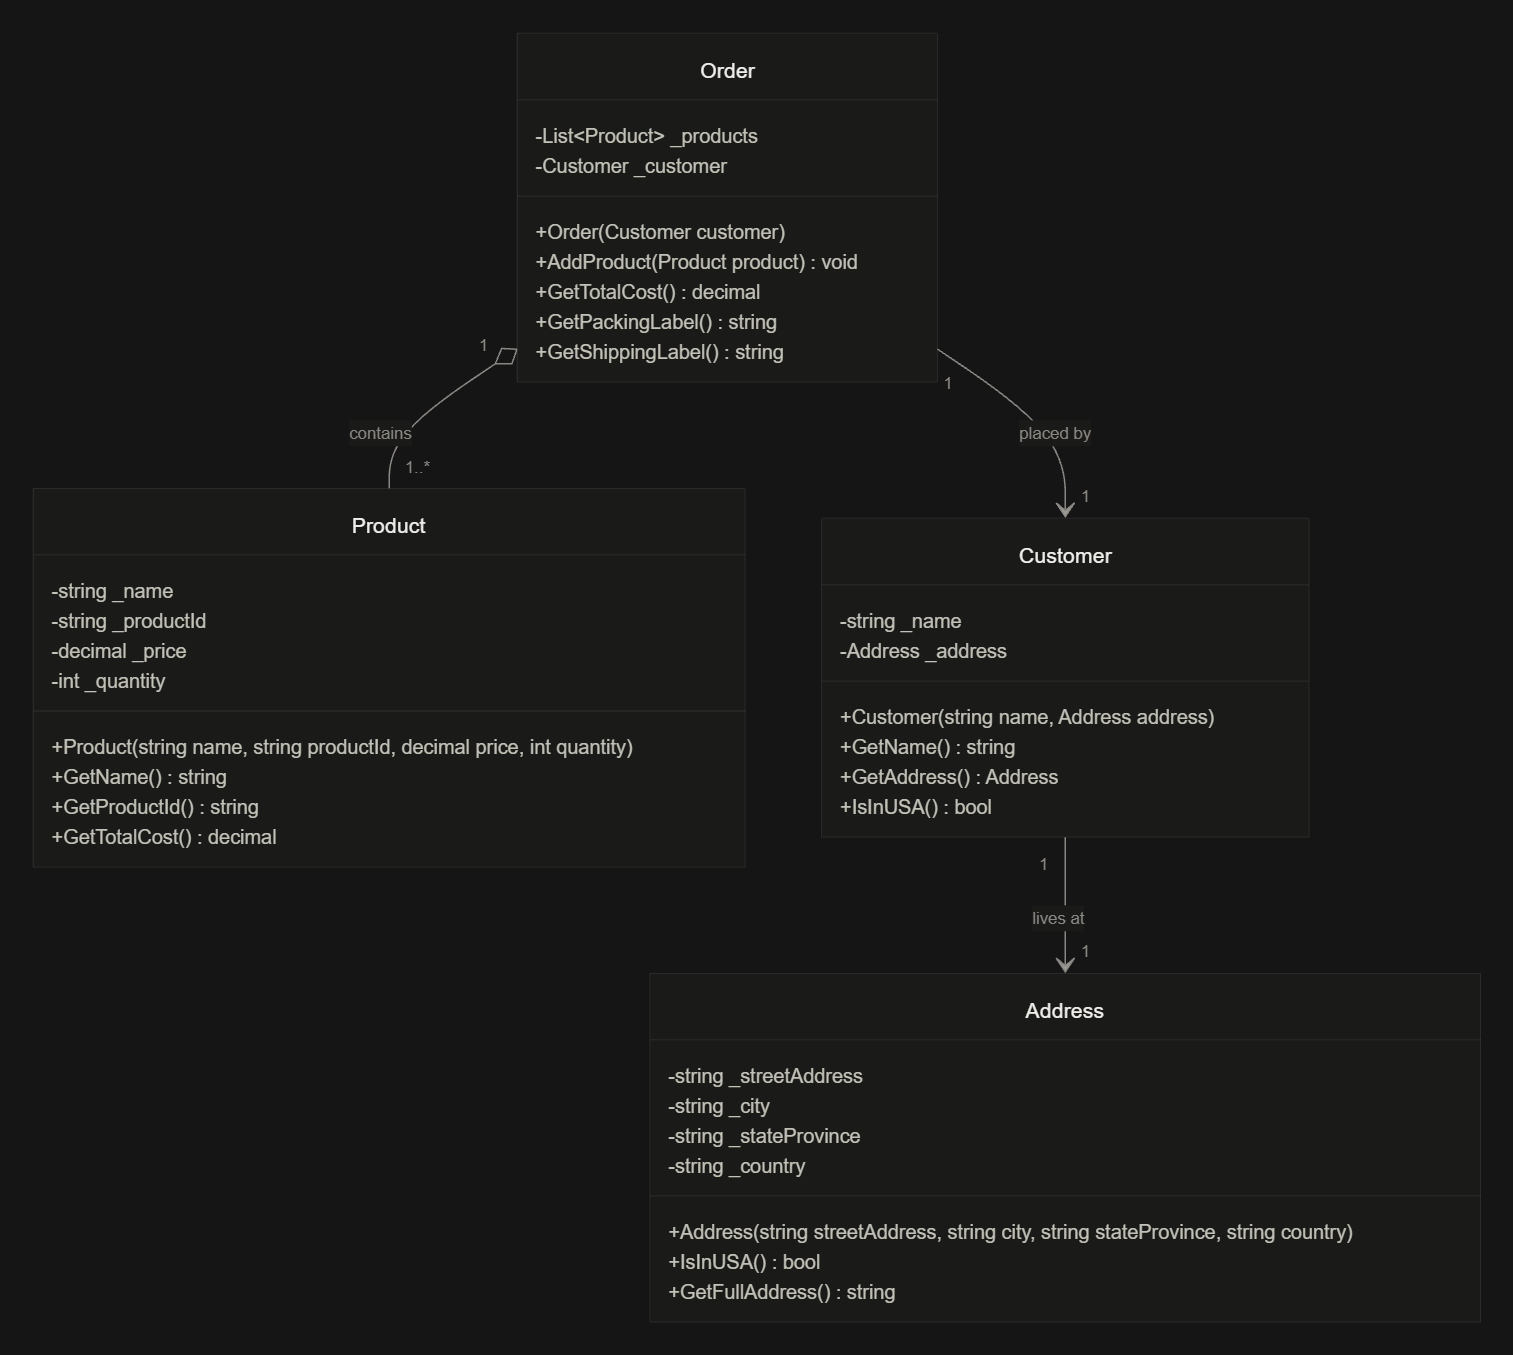 Order
-List<Product> _products
-Customer _customer
+Order(Customer customer)
+AddProduct(Product product) : void
+GetTotalCost() : decimal
+GetPackingLabel() : string
+GetShippingLabel() : string
1
1
contains
placed by
1..*
1
Product
-string _name
-string _productId
-decimal _price
-int _quantity
+Product(string name, string productId, decimal price, int quantity)
+GetName() : string
+GetProductId() : string
+GetTotalCost() : decimal
Customer
-string _name
-Address _address
+Customer(string name, Address address)
+GetName() : string
+GetAddress() : Address
+IsInUSA() : bool
1
lives at
1
Address
-string _streetAddress
-string _city
-string _stateProvince
-string _country
+Address(string streetAddress, string city, string stateProvince, string country)
+IsInUSA() : bool
+GetFullAddress() : string